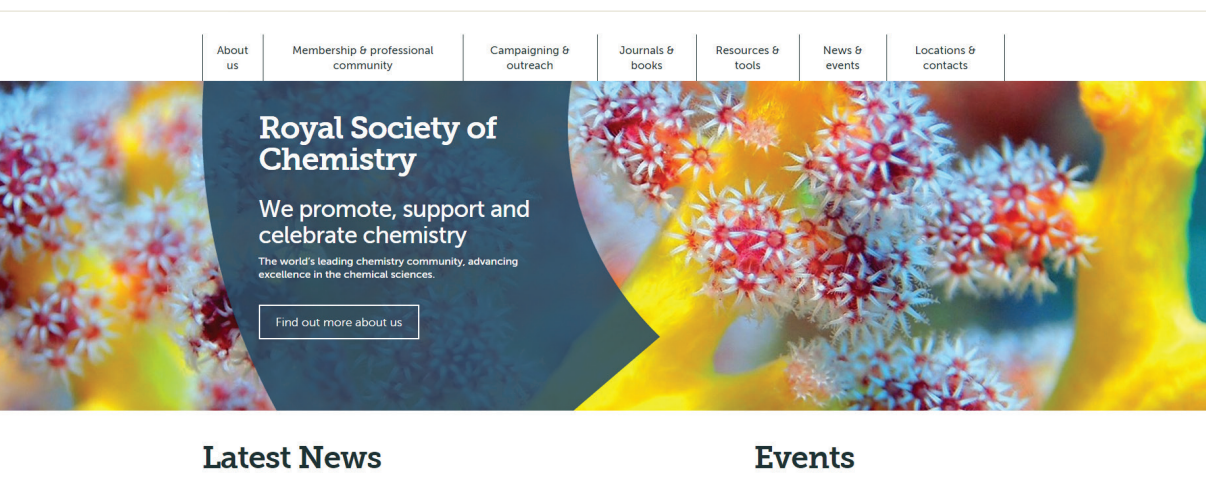 About
us
Membership & professional
community
Campaigning &
outreach
Journals &
books
Resources &
tools
News &
events
Locations &
contacts
Royal Society of
Chemistry
We promote, support and
celebrate chemistry
The world's leading chemistry community, advancing
excellence in the chemical sciences.
Find out more about us
Latest News
Events